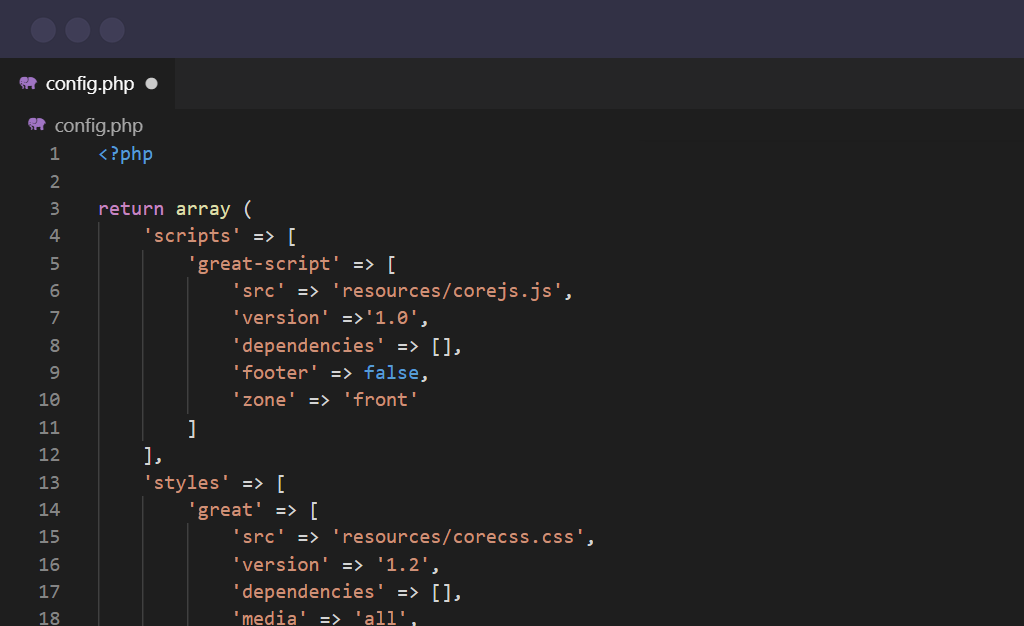 config.php
config.php
1 <?php
2
3 return array (
4     'scripts' => [
5         'great-script' => [
6             'src' => 'resources/corejs.js',
7             'version' =>'1.0',
8             'dependencies' => [],
9             'footer' => false,
10             'zone' => 'front'
11         ]
12     ],
13     'styles' => [
14         'great' => [
15             'src' => 'resources/corecss.css',
16             'version' => '1.2',
17             'dependencies' => [],
18             'media' => 'all',